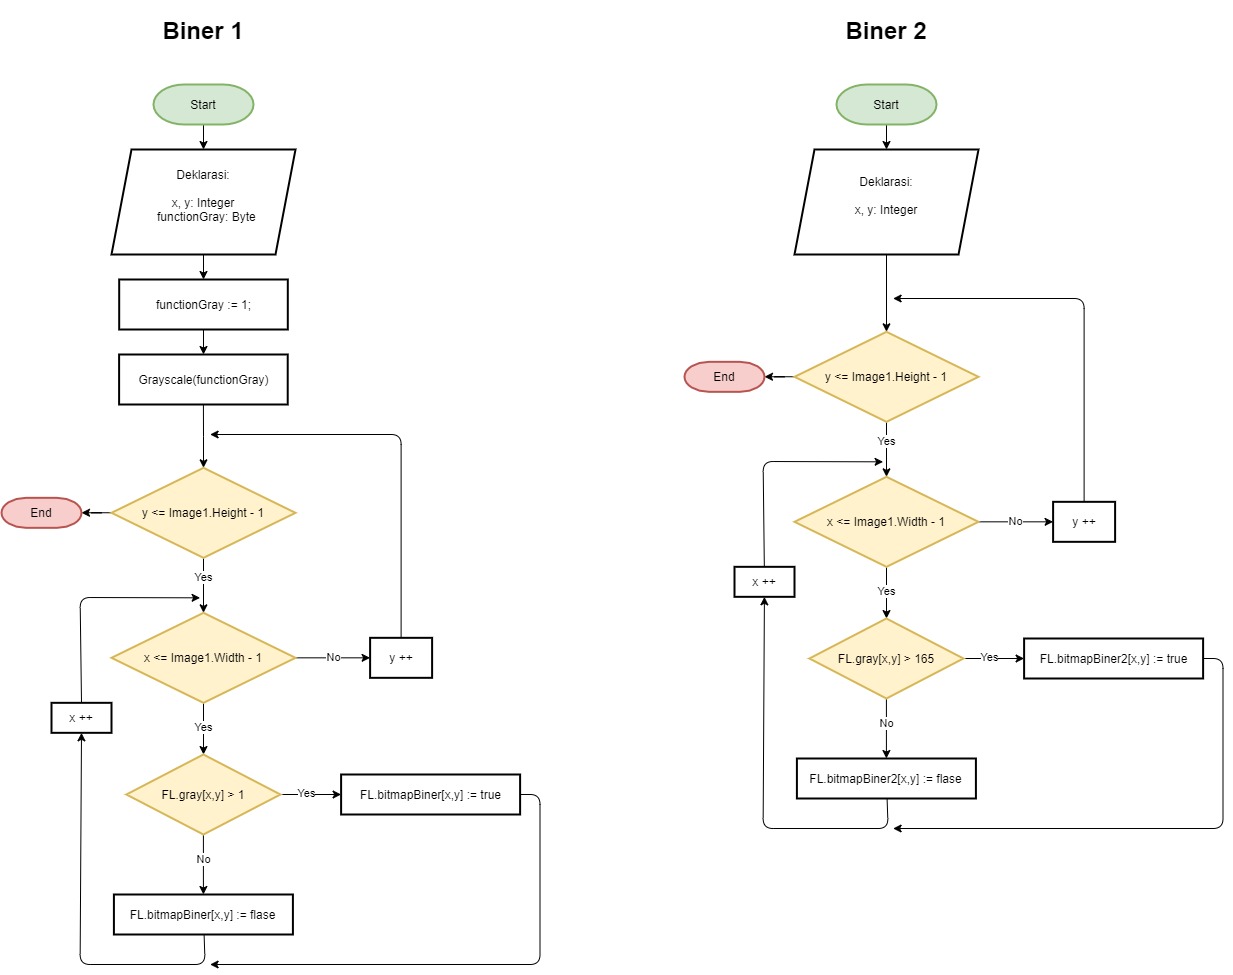 Biner 1
Start
Deklarasi:
x, y: Integer
functionGray: Byte
functionGray := 1;
Grayscale(functionGray)
y <= Image1.Height - 1
End
Yes
x <= Image1.Width - 1
No
y ++
x ++
Yes
FL.gray[x,y] > 1
Yes
FL.bitmapBiner[x,y] := true
No
FL.bitmapBiner[x,y] := flase
Biner 2
Start
Deklarasi:
x, y: Integer
y <= Image1.Height - 1
End
Yes
x <= Image1.Width - 1
No
y ++
x ++
Yes
FL.gray[x,y] > 165
Yes
FL.bitmapBiner2[x,y] := true
No
FL.bitmapBiner2[x,y] := flase